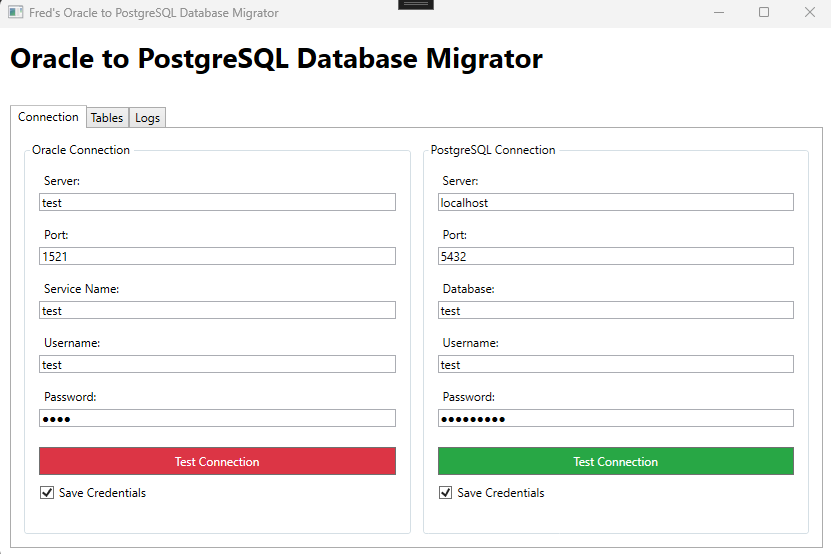 Fred's Oracle to PostgreSQL Database Migrator
Oracle to PostgreSQL Database Migrator
Connection Tables Logs
Oracle Connection
Server:
test
Port:
1521
Service Name:
test
Username:
test
Password:
●●●●
Test Connection
Save Credentials
PostgreSQL Connection
Server:
localhost
Port:
5432
Database:
test
Username:
test
Password:
●●●●●●●●●
Test Connection
Save Credentials